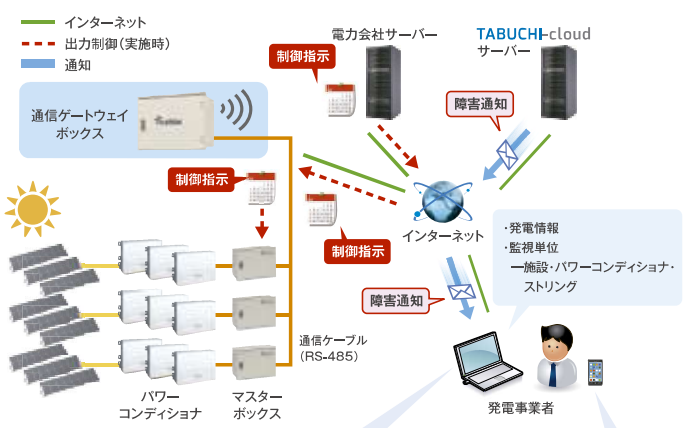 インターネット
出力制御(実施時)
通知
電力会社サーバー
TABUCHI-cloud
サーバー
制御指示
障害通知
通信ゲートウェイ
ボックス
制御指示
制御指示
インターネット
・発電情報
・監視単位
―施設・パワーコンディショナ・
ストリング
障害通知
通信ケーブル
(RS-485)
パワー
コンディショナ
マスター
ボックス
発電事業者